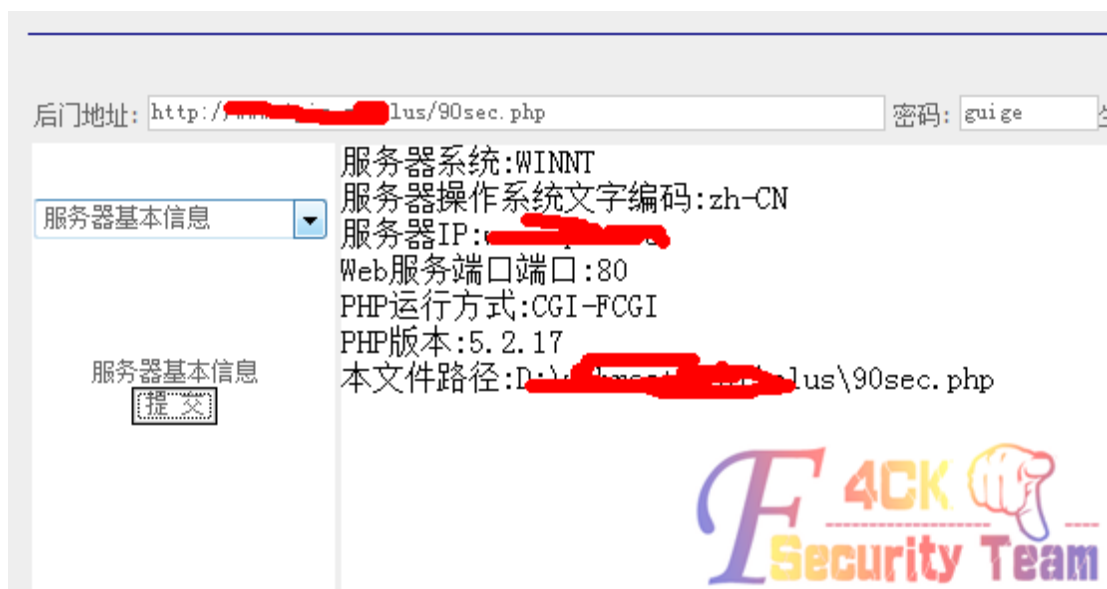 后门地址: http:/ lus/90sec.php 密码: guige
服务器系统:WINNT
服务器操作系统文字编码:zh-CN
服务器基本信息
服务器IP:
Web服务端口端口:80
PHP运行方式:CGI-FCGI
PHP版本:5.2.17
服务器基本信息
本文件路径:D:\ lus\90sec.php
提 交
F4CK
Security Team